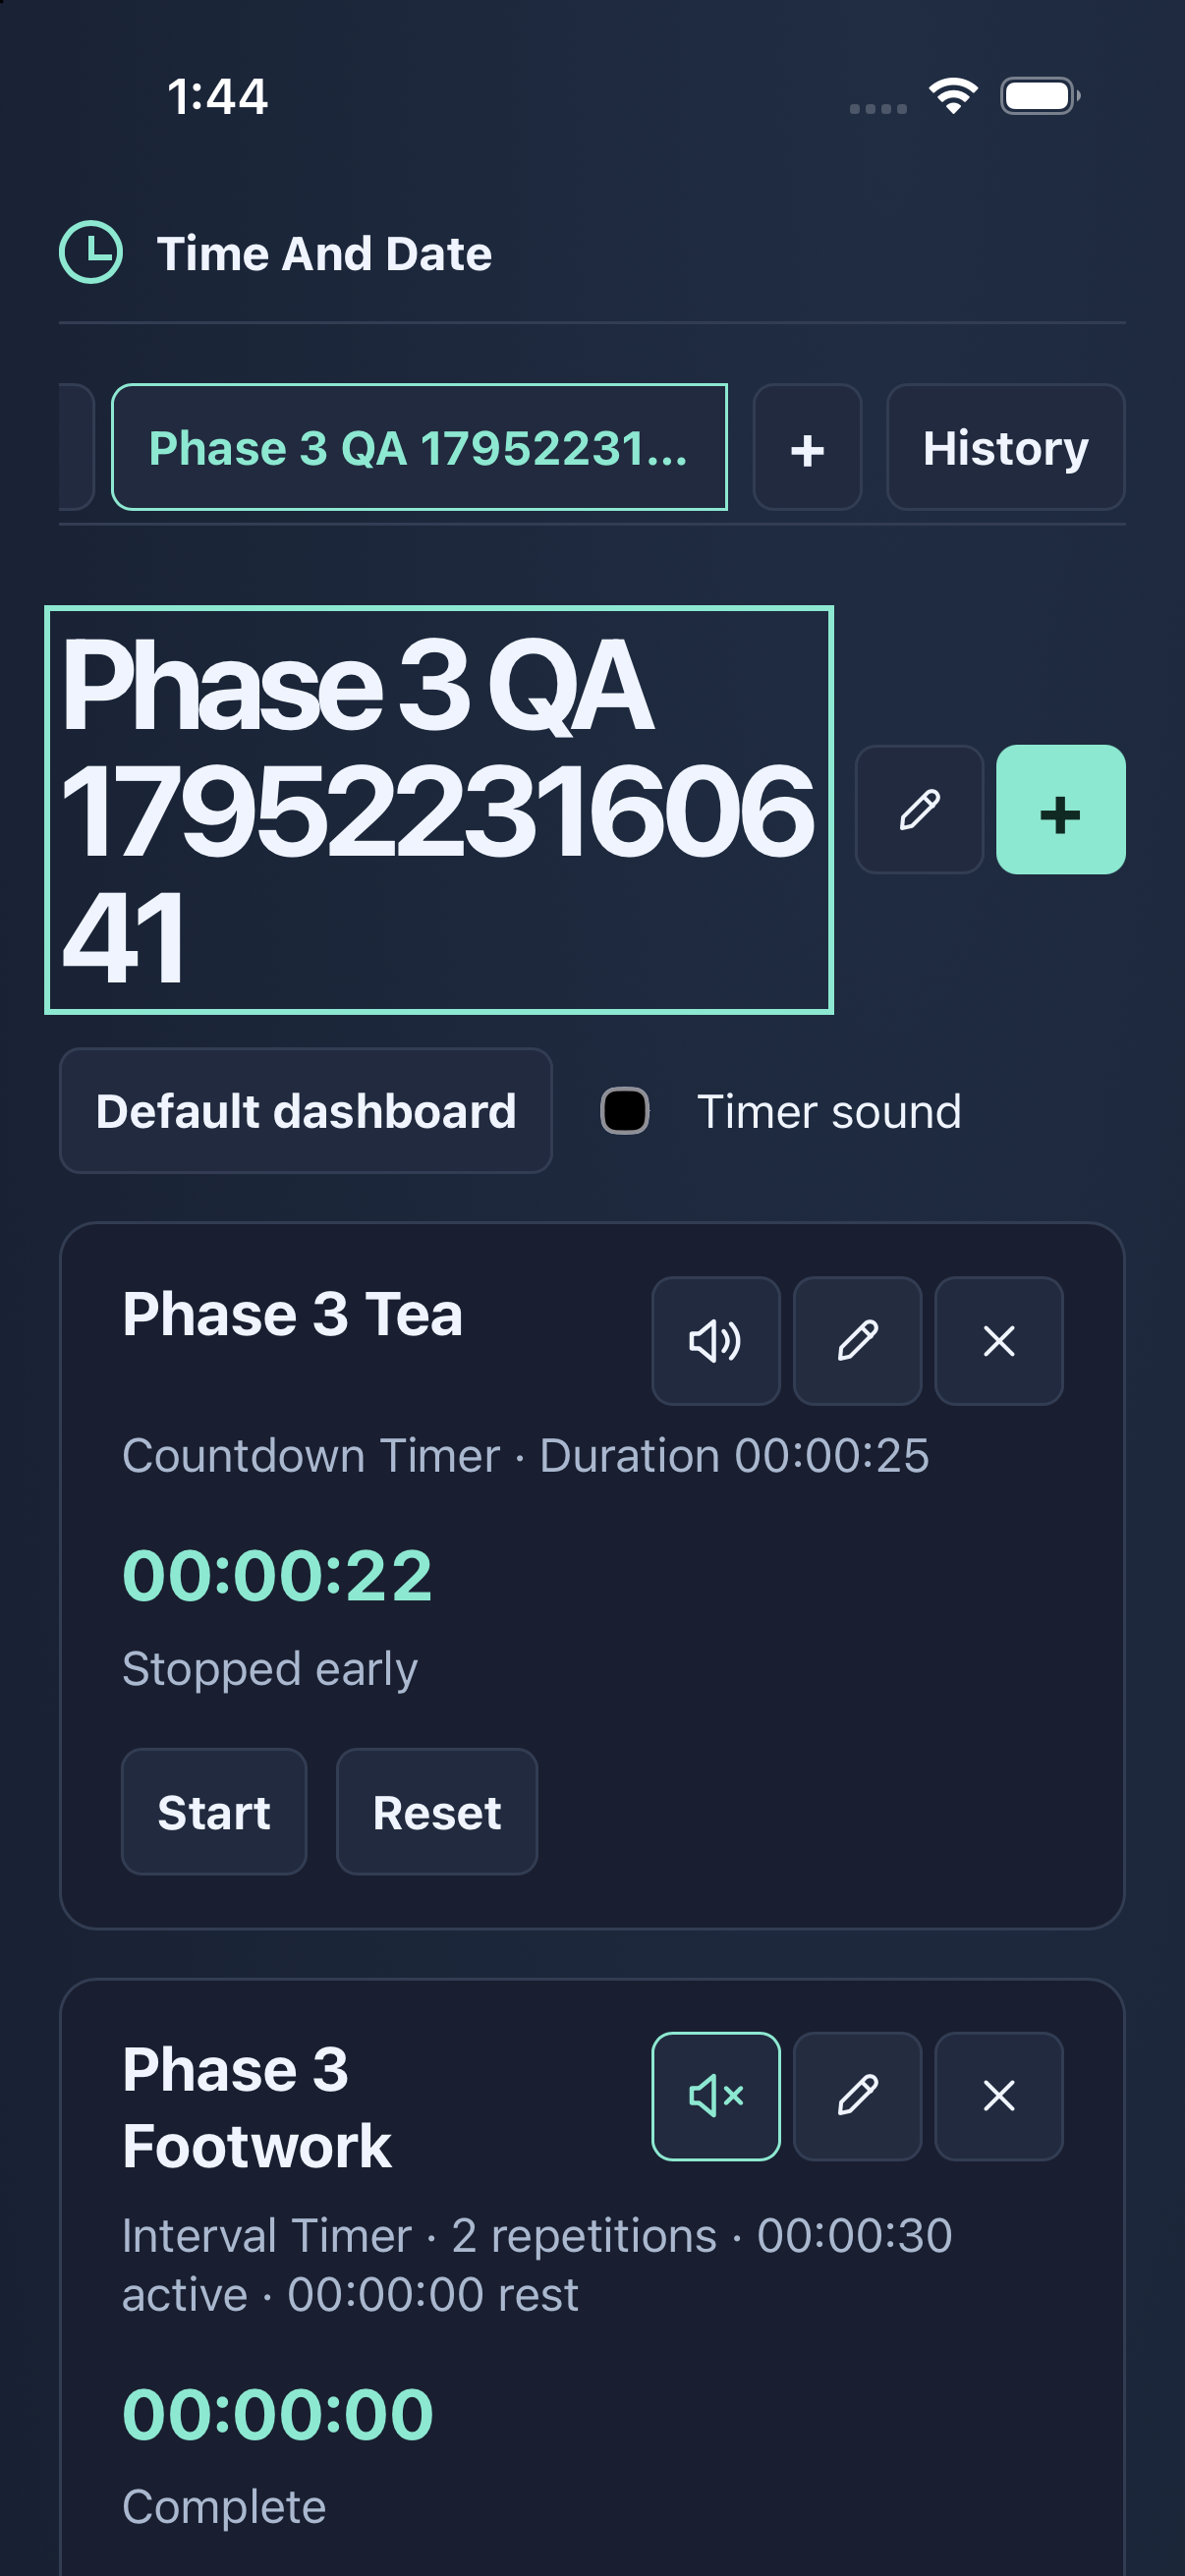 1:44
Time And Date
Phase 3 QA 17952231...
+
History
Phase 3 QA
17952231606
41
+
Default dashboard
Timer sound
Phase 3 Tea
Countdown Timer · Duration 00:00:25
00:00:22
Stopped early
Start
Reset
Phase 3
Footwork
Interval Timer · 2 repetitions · 00:00:30
active · 00:00:00 rest
00:00:00
Complete